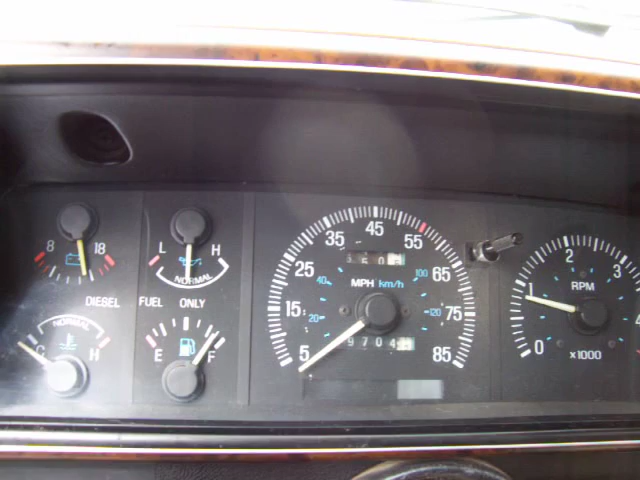 8 18
L H
NORMAL
DIESEL FUEL ONLY
NORMAL
C H
E F
5 15 25 35 45 55 65 75 85
MPH km/h
20 40 100 120
0 1 2 3 4
RPM
x1000